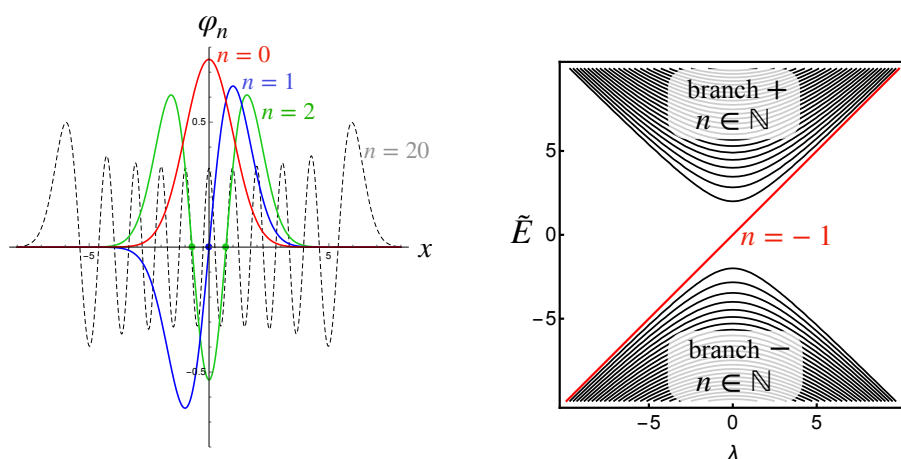 φₙ
n = 0
n = 1
n = 2
n = 20
0.5
-5
5
x
-0.5
branch +
n ∈ ℕ
5
Ẽ
0
n = − 1
−5
branch −
n ∈ ℕ
−5
0
5
λ